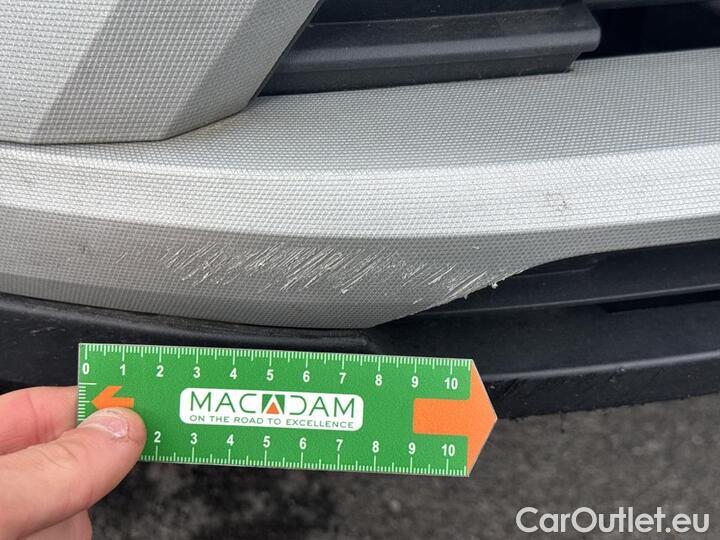 0 1 2 3 4 5 6 7 8 9 10
MACADAM
ON THE ROAD TO EXCELLENCE
2 3 4 5 6 7 8 9 10
CarOutlet.eu